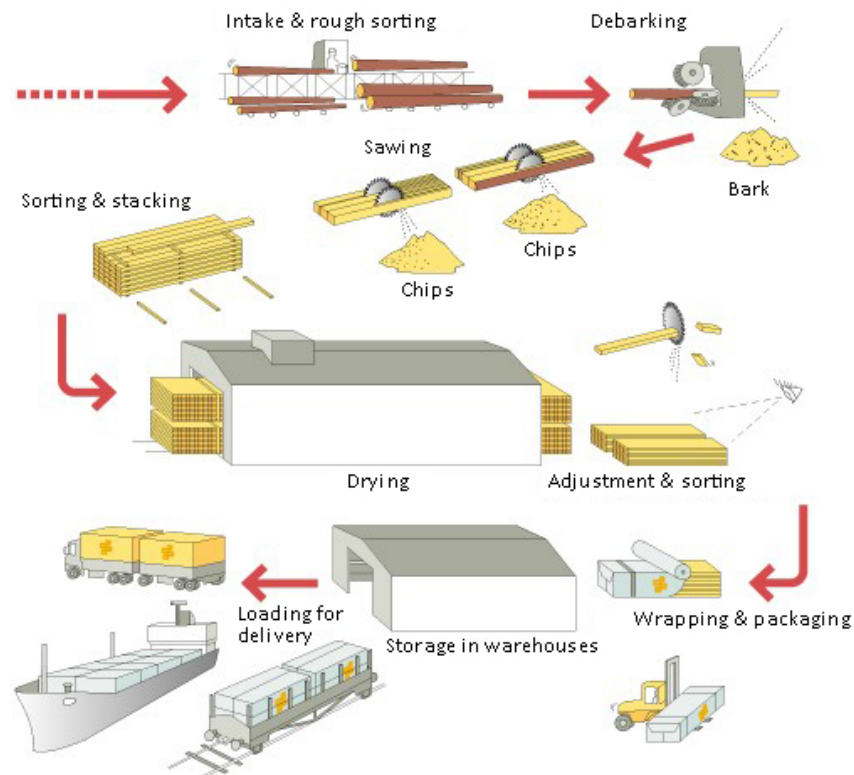 Intake & rough sorting
Debarking
Sawing
Bark
Sorting & stacking
Chips
Chips
Drying
Adjustment & sorting
Loading for
delivery
Storage in warehouses
Wrapping & packaging